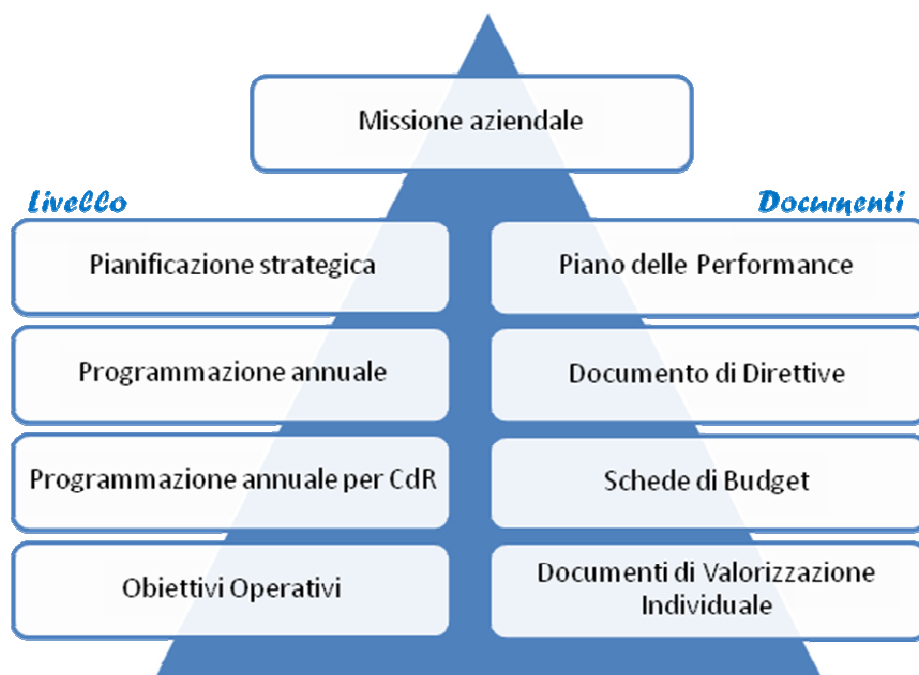 Missione aziendale
Livello
Documenti
Pianificazione strategica
Piano delle Performance
Programmazione annuale
Documento di Direttive
Programmazione annuale per CdR
Schede di Budget
Obiettivi Operativi
Documenti di Valorizzazione
Individuale